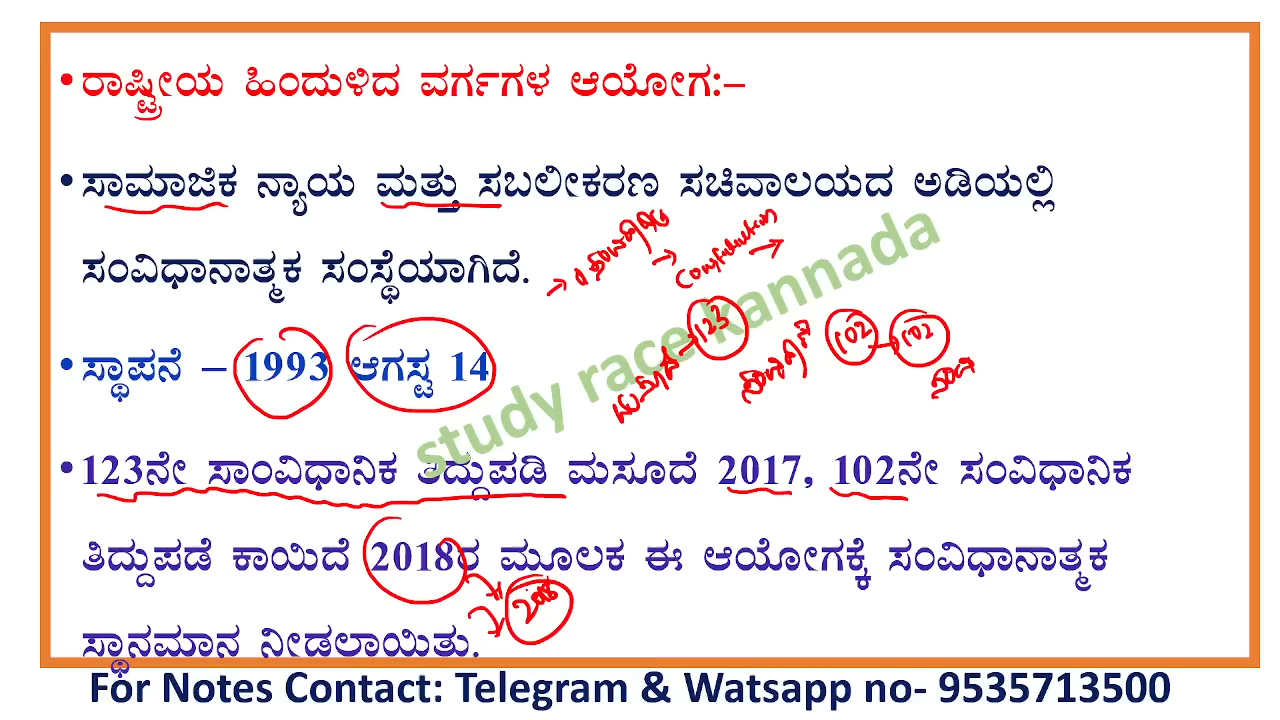 • ರಾಷ್ಟ್ರೀಯ ಹಿಂದುಳಿದ ವರ್ಗಗಳ ಆಯೋಗ:–
• ಸಾಮಾಜಿಕ ನ್ಯಾಯ ಮತ್ತು ಸಬಲೀಕರಣ ಸಚಿವಾಲಯದ ಅಡಿಯಲ್ಲಿ
ಸಂವಿಧಾನಾತ್ಮಕ ಸಂಸ್ಥೆಯಾಗಿದೆ.
• ಸ್ಥಾಪನೆ – 1993 ಆಗಸ್ಟ 14
123
102 → 102
study race kannada
• 123ನೇ ಸಾಂವಿಧಾನಿಕ ತಿದ್ದುಪಡಿ ಮಸೂದೆ 2017, 102ನೇ ಸಂವಿಧಾನಿಕ
ತಿದ್ದುಪಡೆ ಕಾಯಿದೆ 2018ರ ಮೂಲಕ ಈ ಆಯೋಗಕ್ಕೆ ಸಂವಿಧಾನಾತ್ಮಕ
2018
ಸ್ಥಾನಮಾನ ನೀಡಲಾಯಿತು.
For Notes Contact: Telegram & Watsapp no- 9535713500